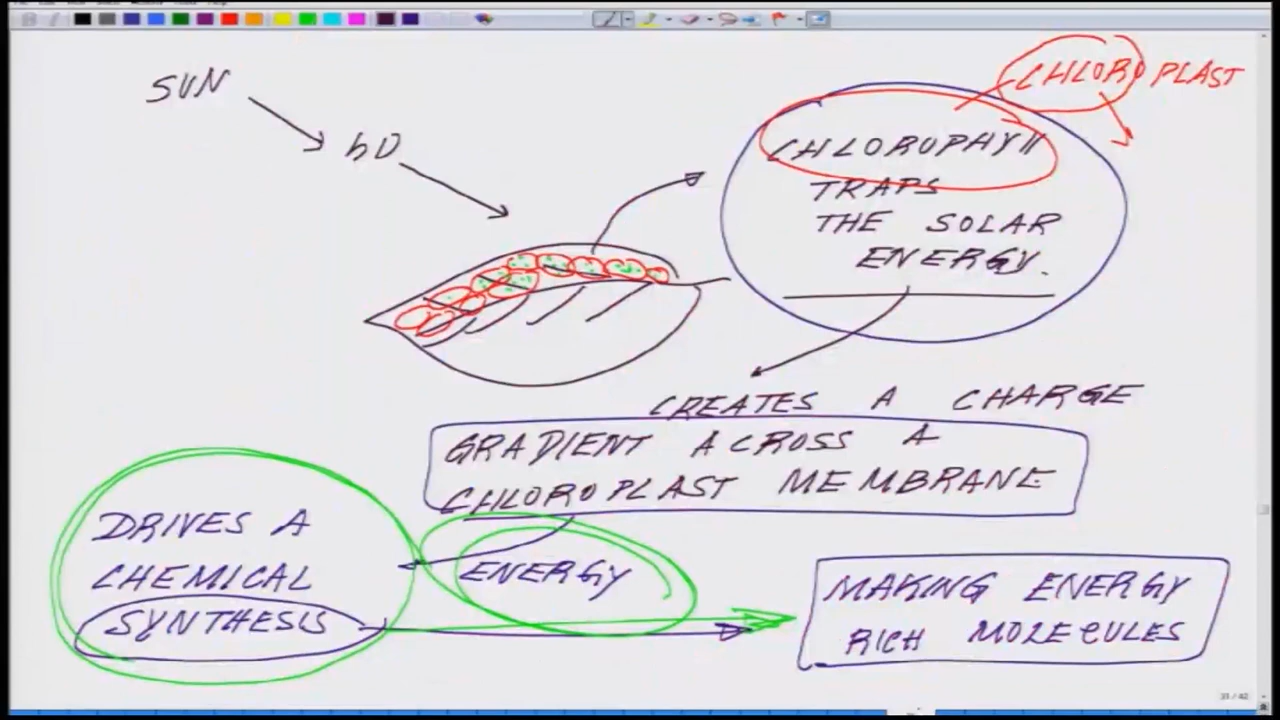 SUN
hυ
CHLOROPLAST
CHLOROPHYll
TRAPS
THE SOLAR
ENERGY.
CREATES A CHARGE
GRADIENT ACROSS A
CHLOROPLAST MEMBRANE
DRIVES A
CHEMICAL
SYNTHESIS
ENERGY
MAKING ENERGY
RICH MOLECULES